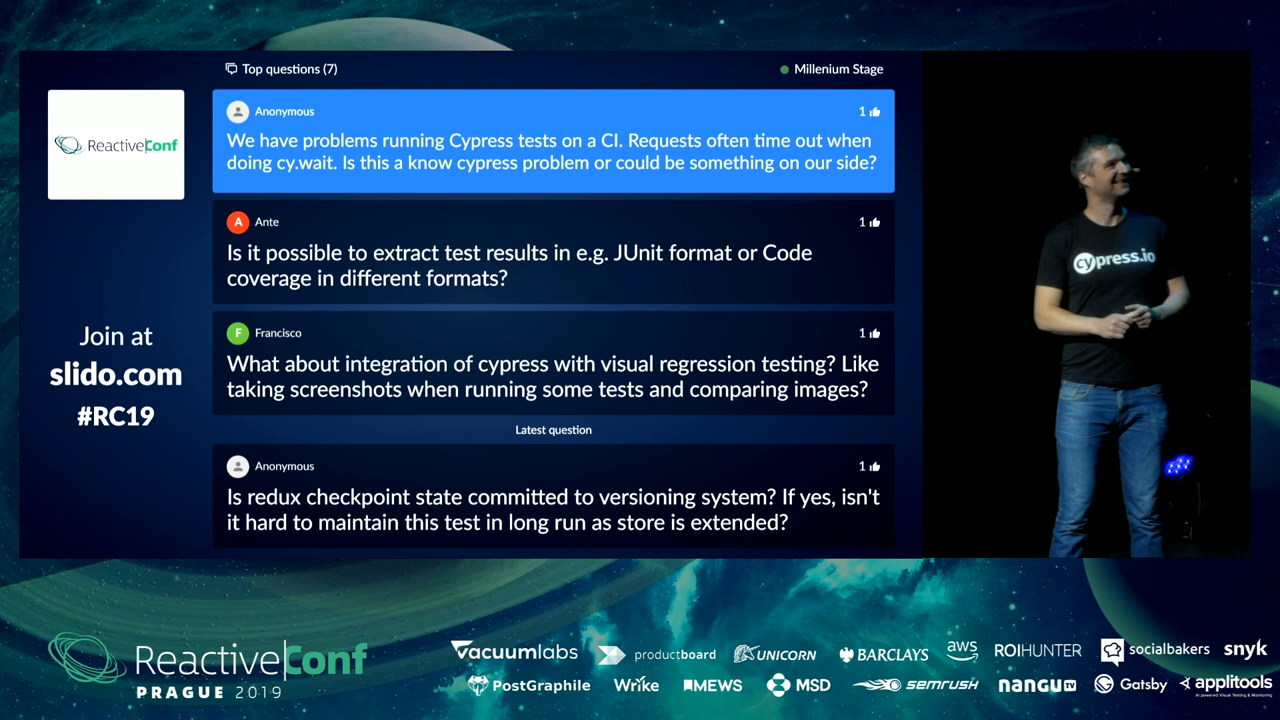 Top questions (7)
Millenium Stage
ReactiveConf
Join at
slido.com
#RC19
Anonymous
1
We have problems running Cypress tests on a CI. Requests often time out when
doing cy.wait. Is this a know cypress problem or could be something on our side?
A
Ante
1
Is it possible to extract test results in e.g. JUnit format or Code
coverage in different formats?
F
Francisco
1
What about integration of cypress with visual regression testing? Like
taking screenshots when running some tests and comparing images?
Latest question
Anonymous
1
Is redux checkpoint state committed to versioning system? If yes, isn't
it hard to maintain this test in long run as store is extended?
cypress.io
ReactiveConf
PRAGUE 2019
vacuumlabs
productboard
UNICORN
BARCLAYS
aws
ROIHUNTER
socialbakers
snyk
PostGraphile
Wrike
MEWS
MSD
SEMRUSH
nangu TV
Gatsby
applitools
AI powered Visual Testing & Monitoring